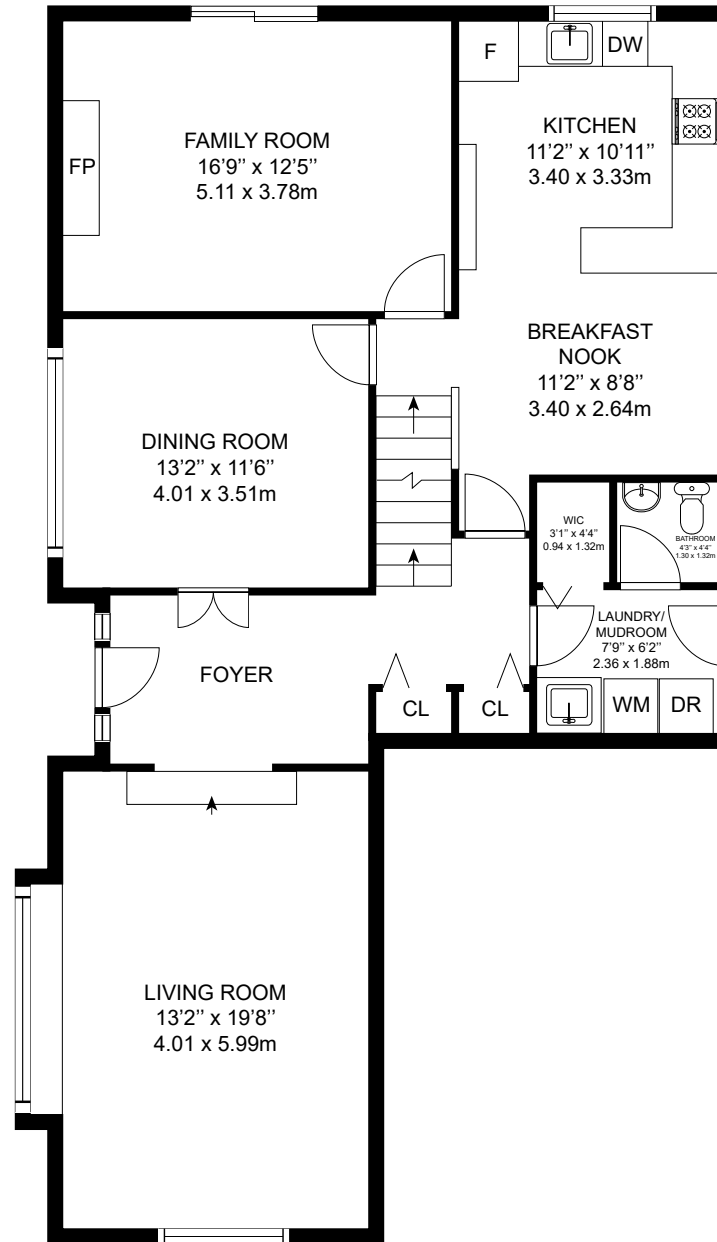 F
DW
FAMILY ROOM
16'9'' x 12'5''
5.11 x 3.78m
FP
KITCHEN
11'2'' x 10'11''
3.40 x 3.33m
BREAKFAST
NOOK
11'2'' x 8'8''
3.40 x 2.64m
DINING ROOM
13'2'' x 11'6''
4.01 x 3.51m
WIC
3'1'' x 4'4''
0.94 x 1.32m
BATHROOM
4'3'' x 4'4''
1.30 x 1.32m
LAUNDRY/
MUDROOM
7'9'' x 6'2''
2.36 x 1.88m
FOYER
CL
CL
WM
DR
LIVING ROOM
13'2'' x 19'8''
4.01 x 5.99m